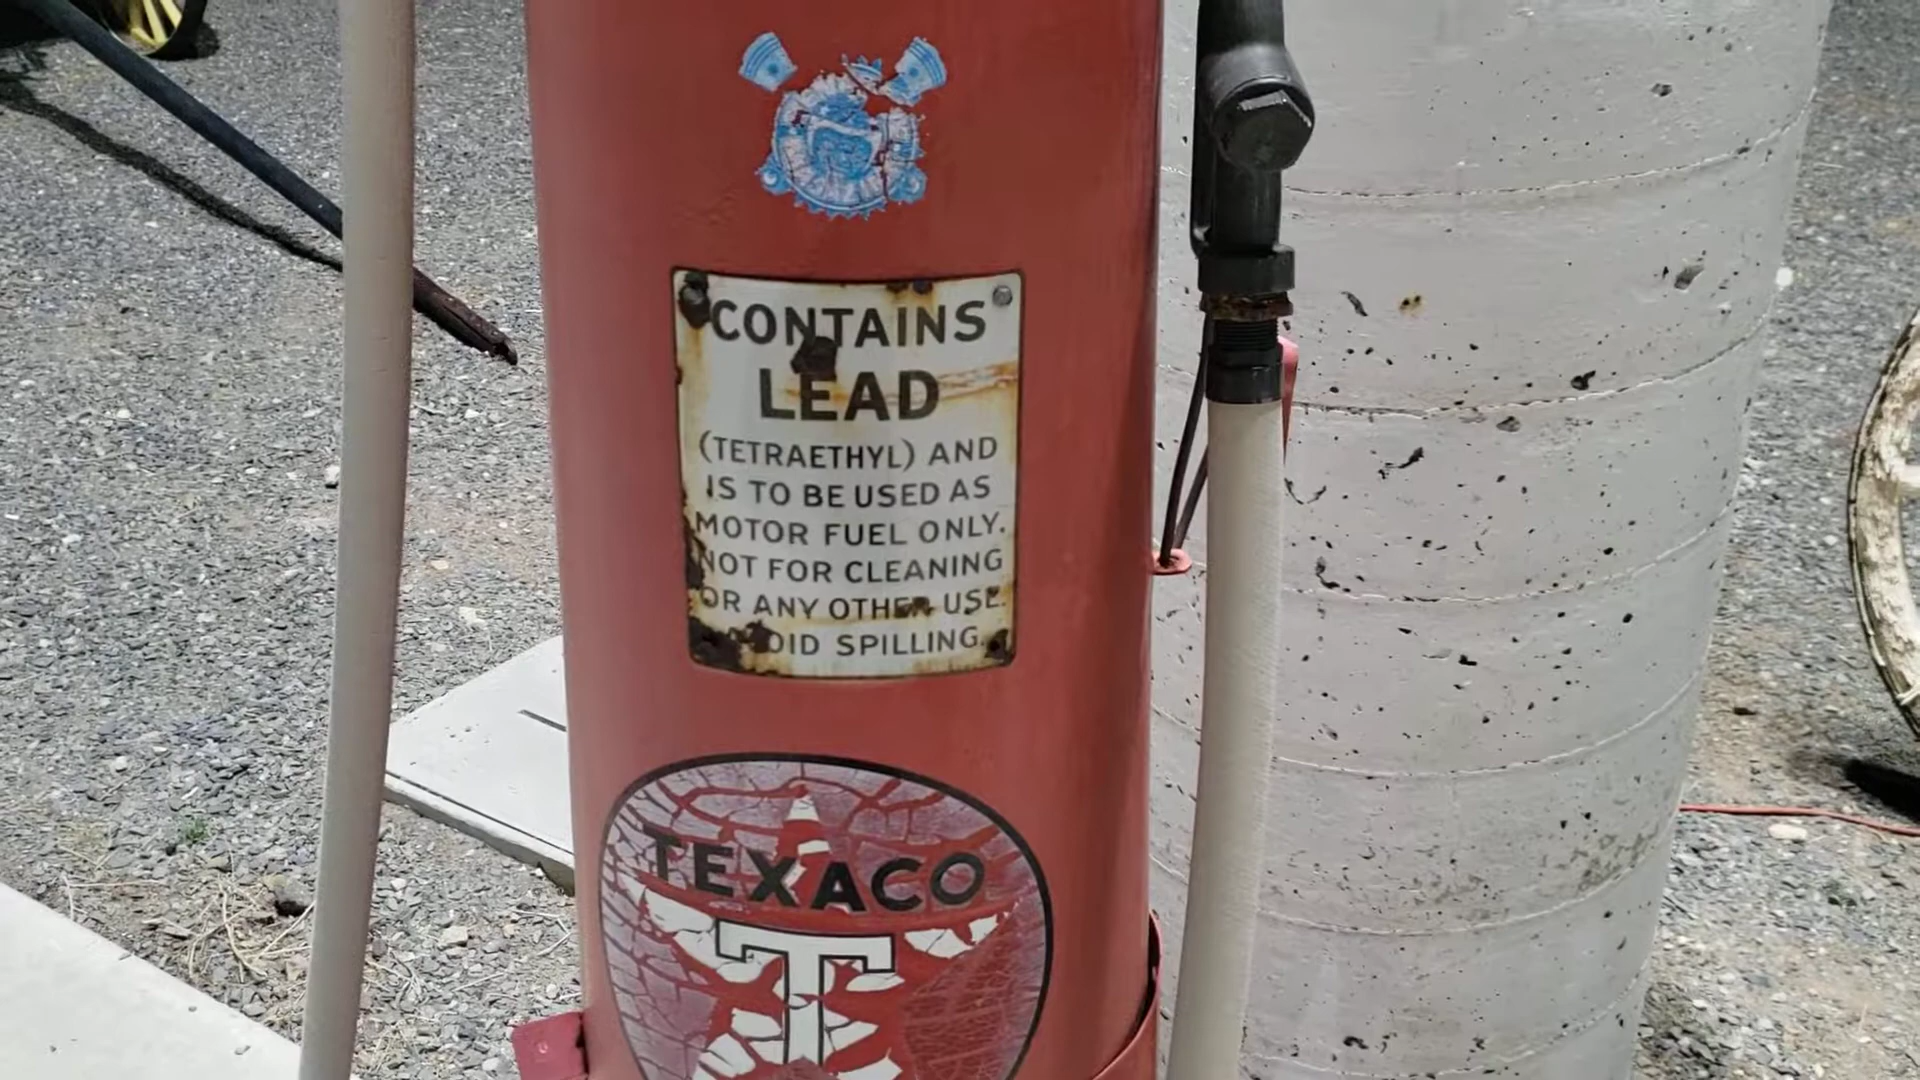 CONTAINS
LEAD
(TETRAETHYL) AND
IS TO BE USED AS
MOTOR FUEL ONLY.
NOT FOR CLEANING
OR ANY OTHER USE.
SPILLING.
TEXACO
T